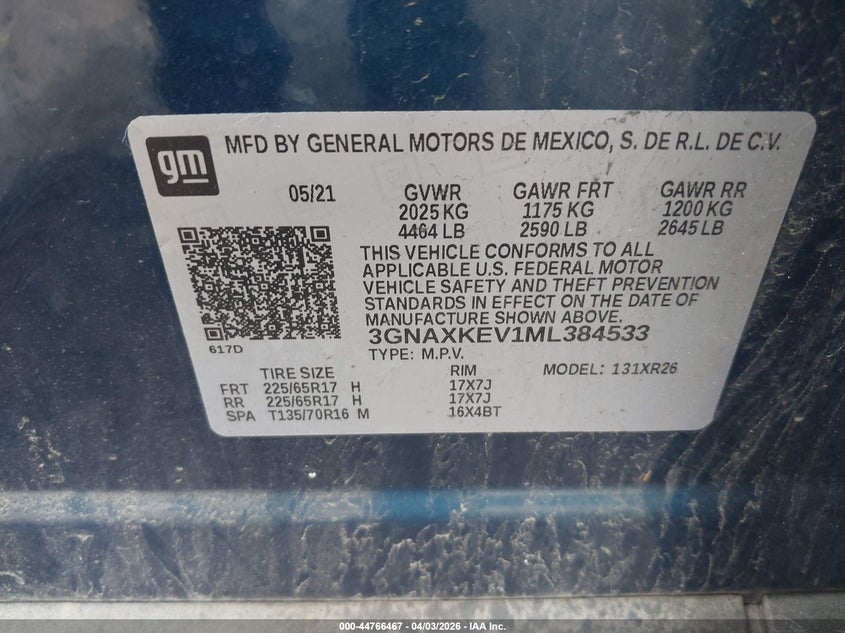 gm
MFD BY GENERAL MOTORS DE MEXICO, S. DE R.L. DE C.V.
05/21 GVWR GAWR FRT GAWR RR
2025 KG 1175 KG 1200 KG
4464 LB 2590 LB 2645 LB
THIS VEHICLE CONFORMS TO ALL
APPLICABLE U.S. FEDERAL MOTOR
VEHICLE SAFETY AND THEFT PREVENTION
STANDARDS IN EFFECT ON THE DATE OF
MANUFACTURE SHOWN ABOVE.
617D
3GNAXKEV1ML384533
TYPE: M.P.V.
TIRE SIZE RIM MODEL: 131XR26
FRT 225/65R17 H 17X7J
RR 225/65R17 H 17X7J
SPA T135/70R16 M 16X4BT
000-44766467 - 04/03/2026 - IAA Inc.